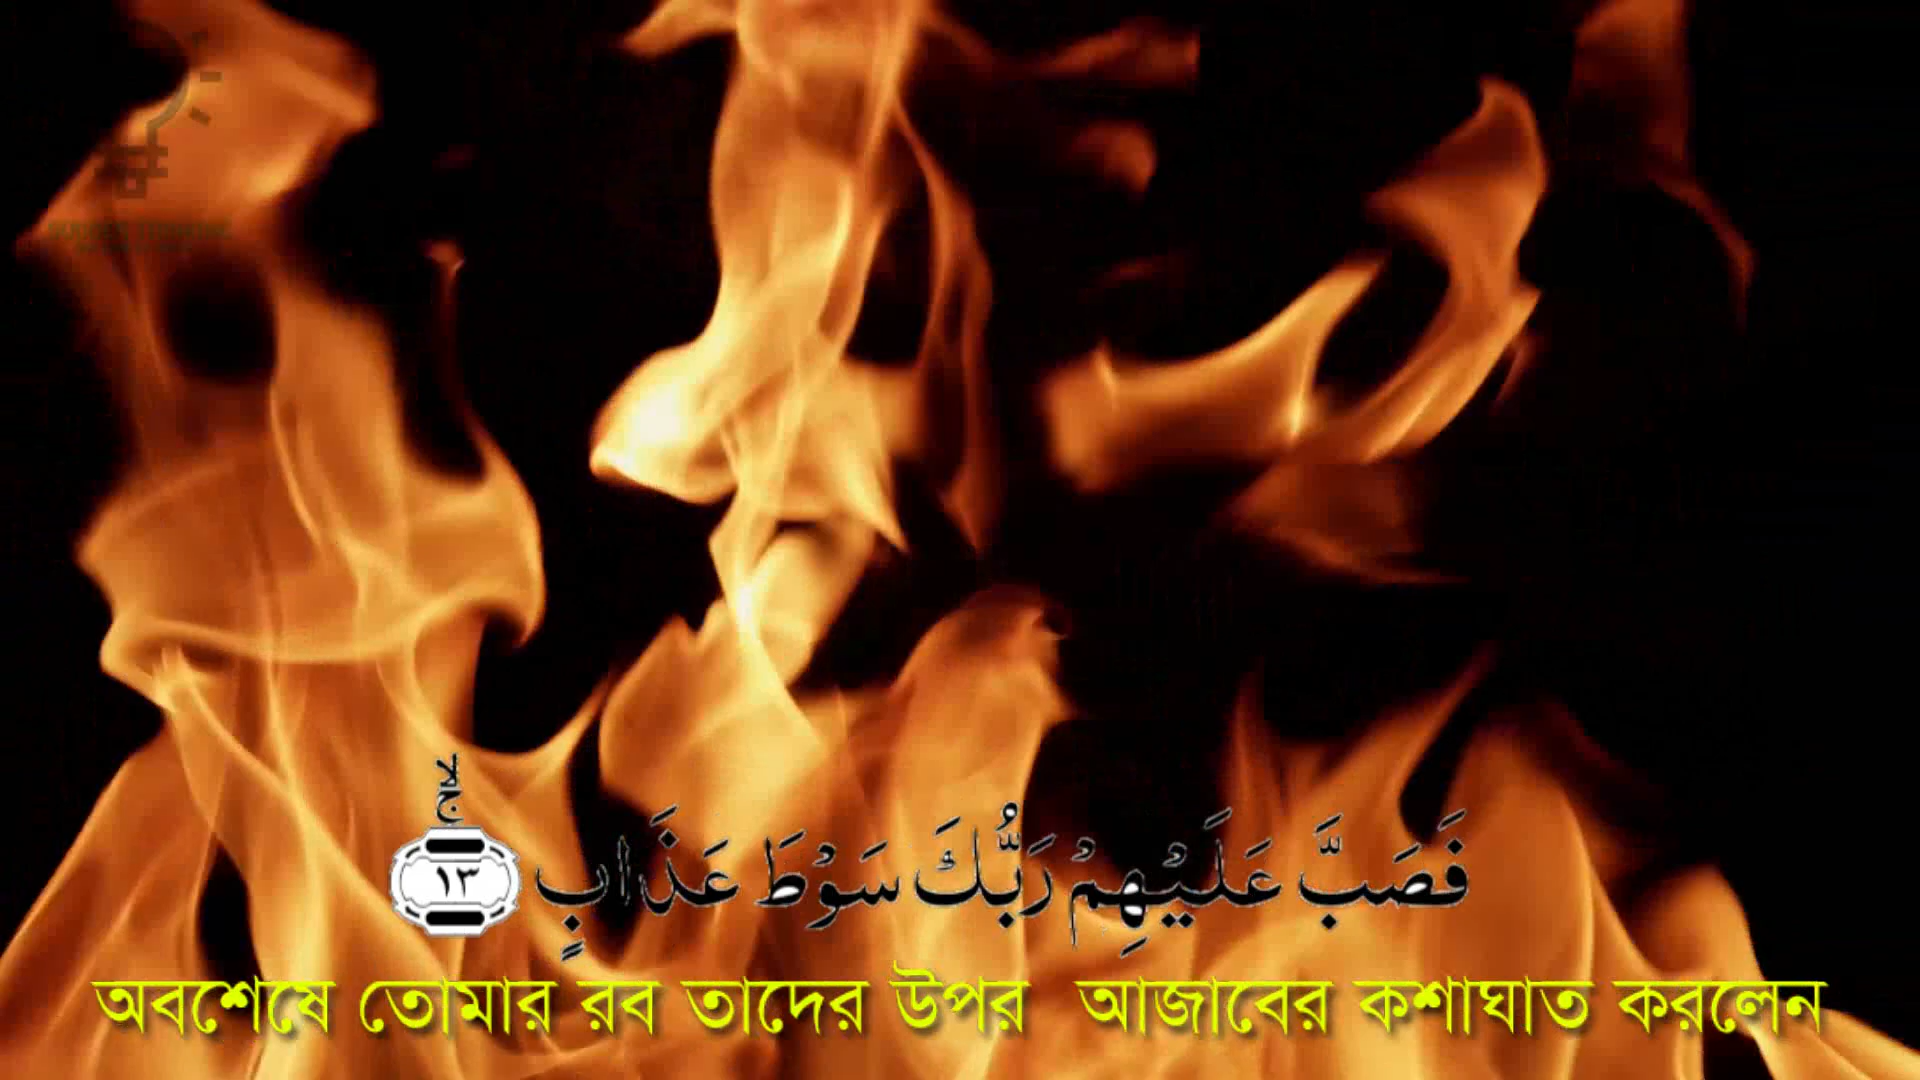 فَصَبَّ عَلَيْهِمْ رَبُّكَ سَوْطَ عَذَابٍ ۙۚ ١٣
অবশেষে তোমার রব তাদের উপর আজাবের কশাঘাত করলেন